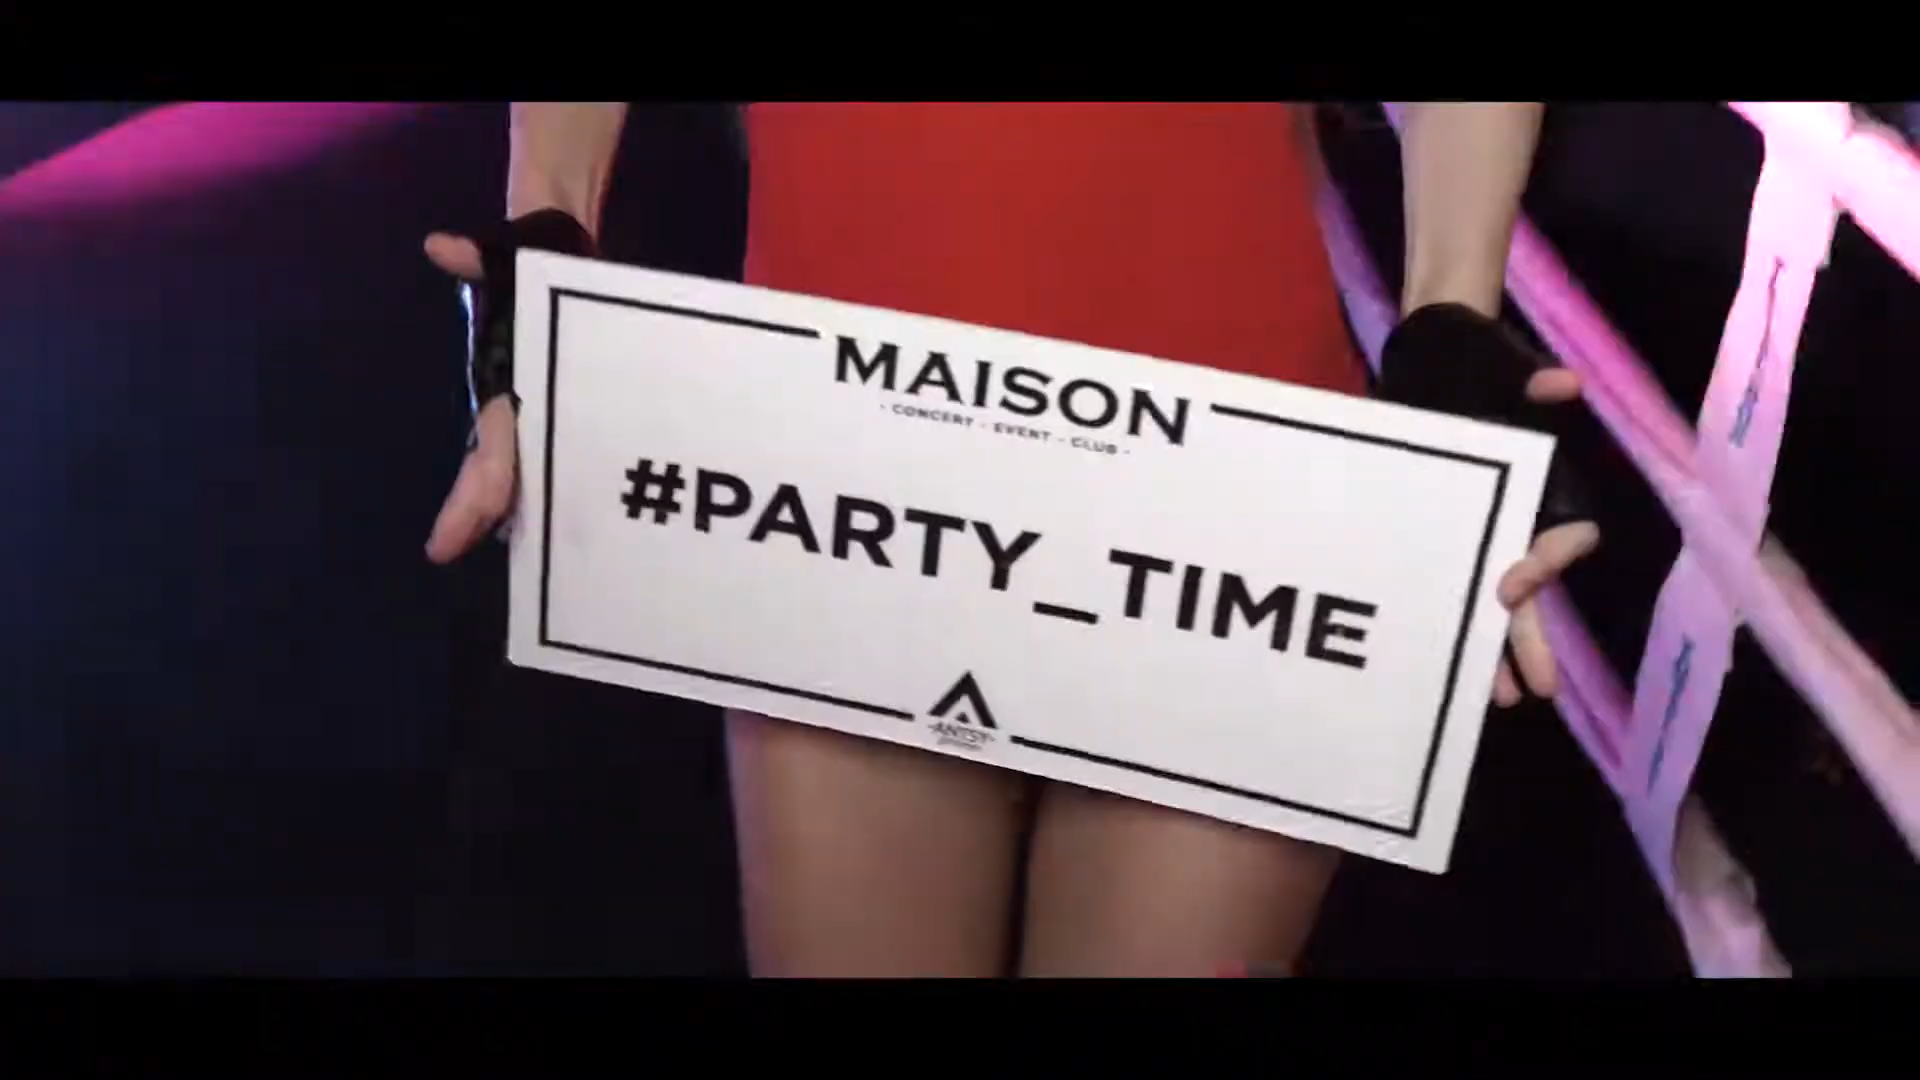 MAISON
- CONCERT - EVENT - CLUB -
#PARTY_TIME
ANTSY